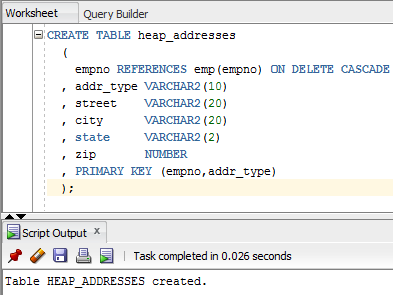 Worksheet Query Builder
CREATE TABLE heap_addresses
(
empno REFERENCES emp(empno) ON DELETE CASCADE
, addr_type VARCHAR2(10)
, street VARCHAR2(20)
, city VARCHAR2(20)
, state VARCHAR2(2)
, zip NUMBER
, PRIMARY KEY (empno,addr_type)
);
Script Output x
Task completed in 0.026 seconds
Table HEAP_ADDRESSES created.